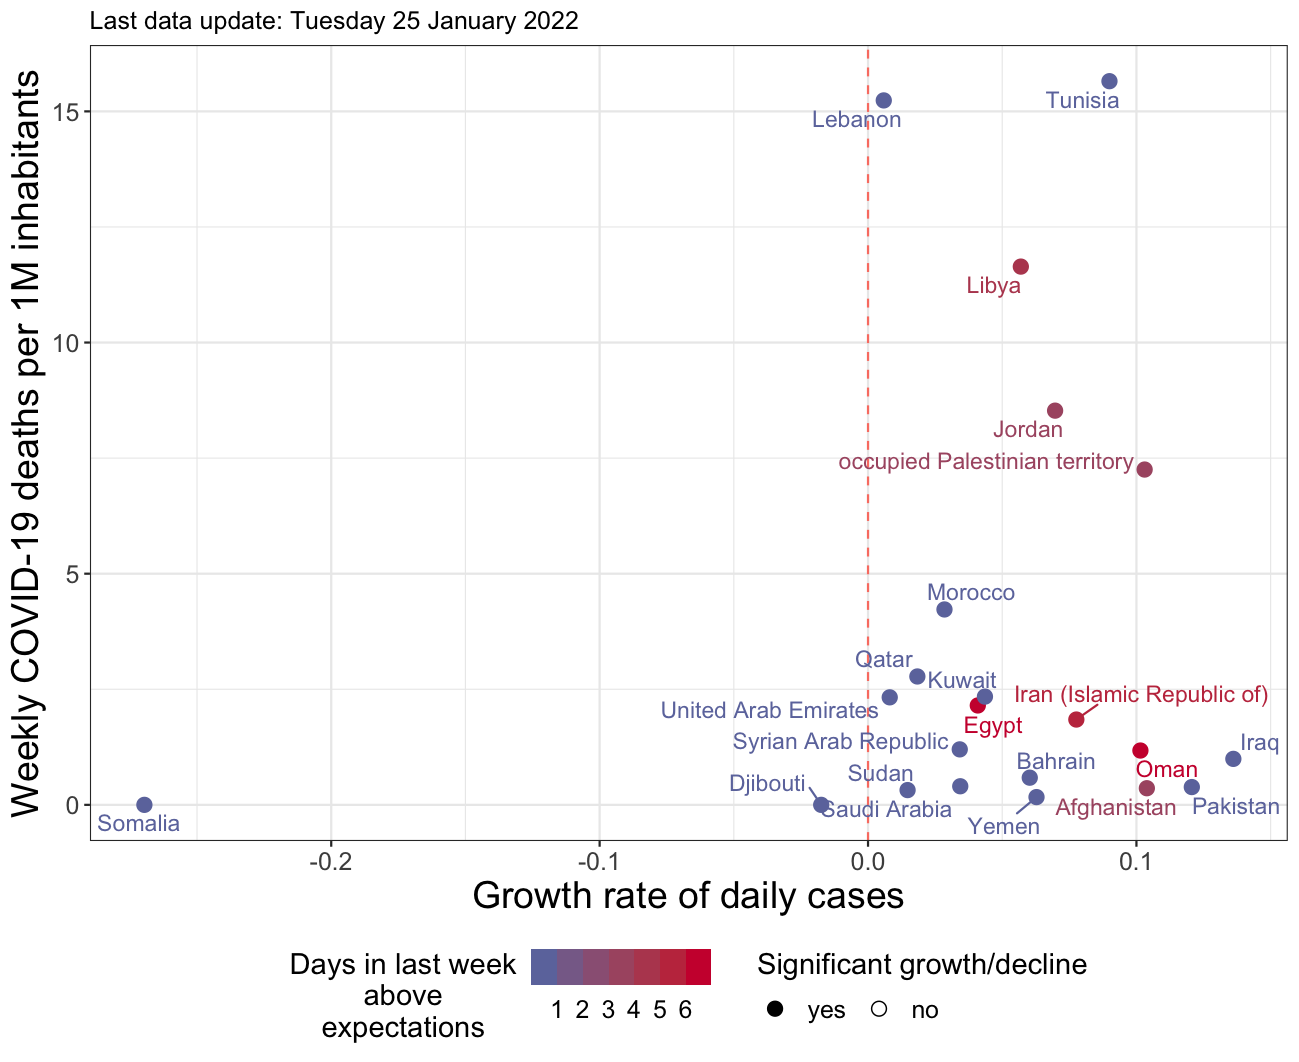 Last data update: Tuesday 25 January 2022
Weekly COVID-19 deaths per 1M inhabitants
15
10
5
0
Tunisia
Lebanon
Libya
Jordan
occupied Palestinian territory
Morocco
Qatar
Kuwait
Iran (Islamic Republic of)
United Arab Emirates
Egypt
Syrian Arab Republic
Iraq
Bahrain
Oman
Sudan
Djibouti
Saudi Arabia
Afghanistan
Pakistan
Somalia
Yemen
-0.2
-0.1
0.0
0.1
Growth rate of daily cases
Days in last week
above
expectations
1 2 3 4 5 6
Significant growth/decline
yes
no